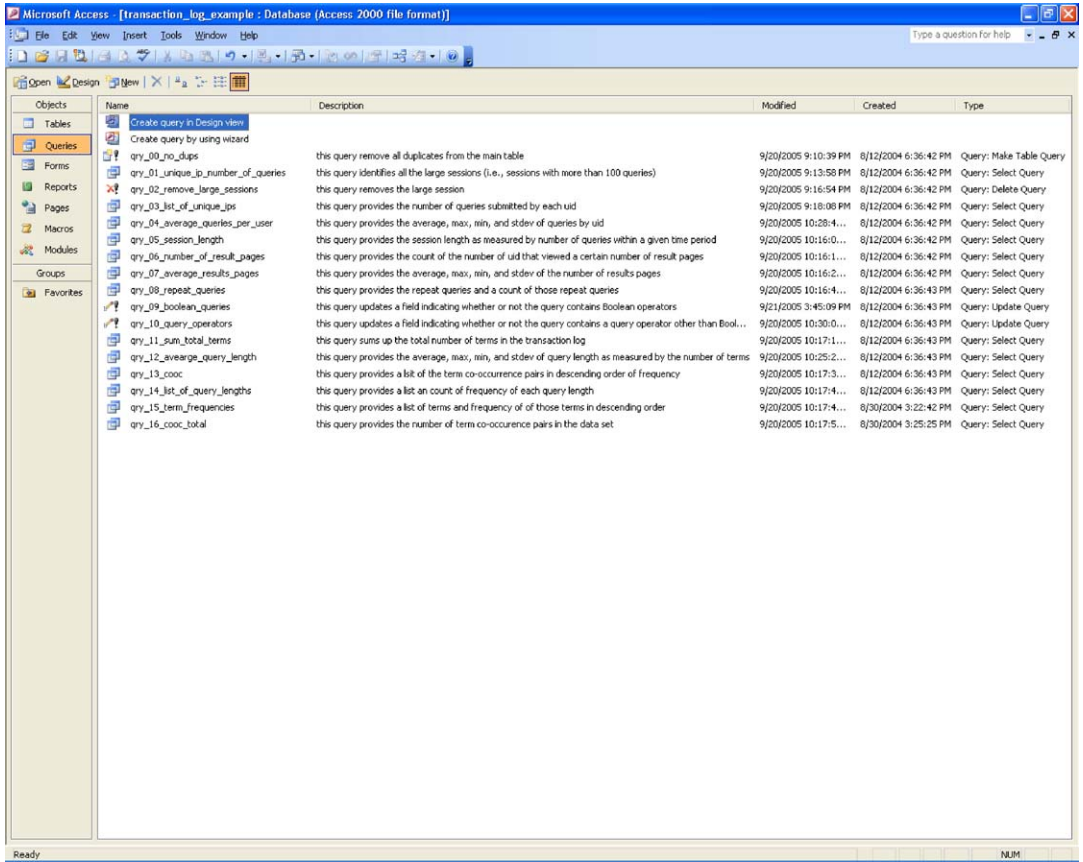 Microsoft Access - [transaction_log_example : Database (Access 2000 file format)]
File Edit View Insert Tools Window Help Type a question for help
Open Design New
Objects Name Description Modified Created Type
Tables Create query in Design view
Create query by using wizard
Queries qry_00_no_dups this query remove all duplicates from the main table 9/20/2005 9:10:39 PM 8/12/2004 6:36:42 PM Query: Make Table Query
Forms qry_01_unique_ip_number_of_queries this query identifies all the large sessions (i.e., sessions with more than 100 queries) 9/20/2005 9:13:58 PM 8/12/2004 6:36:42 PM Query: Select Query
Reports qry_02_remove_large_sessions this query removes the large session 9/20/2005 9:16:54 PM 8/12/2004 6:36:42 PM Query: Delete Query
Pages qry_03_list_of_unique_ips this query provides the number of queries submitted by each uid 9/20/2005 9:18:08 PM 8/12/2004 6:36:42 PM Query: Select Query
Macros qry_04_average_queries_per_user this query provides the average, max, min, and stdev of queries by uid 9/20/2005 10:28:4... 8/12/2004 6:36:42 PM Query: Select Query
Modules qry_05_session_length this query provides the session length as measured by number of queries within a given time period 9/20/2005 10:16:0... 8/12/2004 6:36:42 PM Query: Select Query
qry_06_number_of_result_pages this query provides the count of the number of uid that viewed a certain number of result pages 9/20/2005 10:16:1... 8/12/2004 6:36:42 PM Query: Select Query
Groups qry_07_average_results_pages this query provides the average, max, min, and stdev of the number of results pages 9/20/2005 10:16:2... 8/12/2004 6:36:42 PM Query: Select Query
Favorites qry_08_repeat_queries this query provides the repeat queries and a count of those repeat queries 9/20/2005 10:16:4... 8/12/2004 6:36:43 PM Query: Select Query
qry_09_boolean_queries this query updates a field indicating whether or not the query contains Boolean operators 9/21/2005 3:45:09 PM 8/12/2004 6:36:43 PM Query: Update Query
qry_10_query_operators this query updates a field indicating whether or not the query contains a query operator other than Bool... 9/20/2005 10:30:0... 8/12/2004 6:36:43 PM Query: Update Query
qry_11_sum_total_terms this query sums up the total number of terms in the transaction log 9/20/2005 10:17:1... 8/12/2004 6:36:43 PM Query: Select Query
qry_12_avearge_query_length this query provides the average, max, min, and stdev of query length as measured by the number of terms 9/20/2005 10:25:2... 8/12/2004 6:36:43 PM Query: Select Query
qry_13_cooc this query provides a lsit of the term co-occurrence pairs in descending order of frequency 9/20/2005 10:17:3... 8/12/2004 6:36:43 PM Query: Select Query
qry_14_list_of_query_lengths this query provides a list an count of frequency of each query length 9/20/2005 10:17:4... 8/12/2004 6:36:43 PM Query: Select Query
qry_15_term_frequencies this query provides a list of terms and frequency of of those terms in descending order 9/20/2005 10:17:4... 8/30/2004 3:22:42 PM Query: Select Query
qry_16_cooc_total this query provides the number of term co-occurence pairs in the data set 9/20/2005 10:17:5... 8/30/2004 3:25:25 PM Query: Select Query
Ready NUM